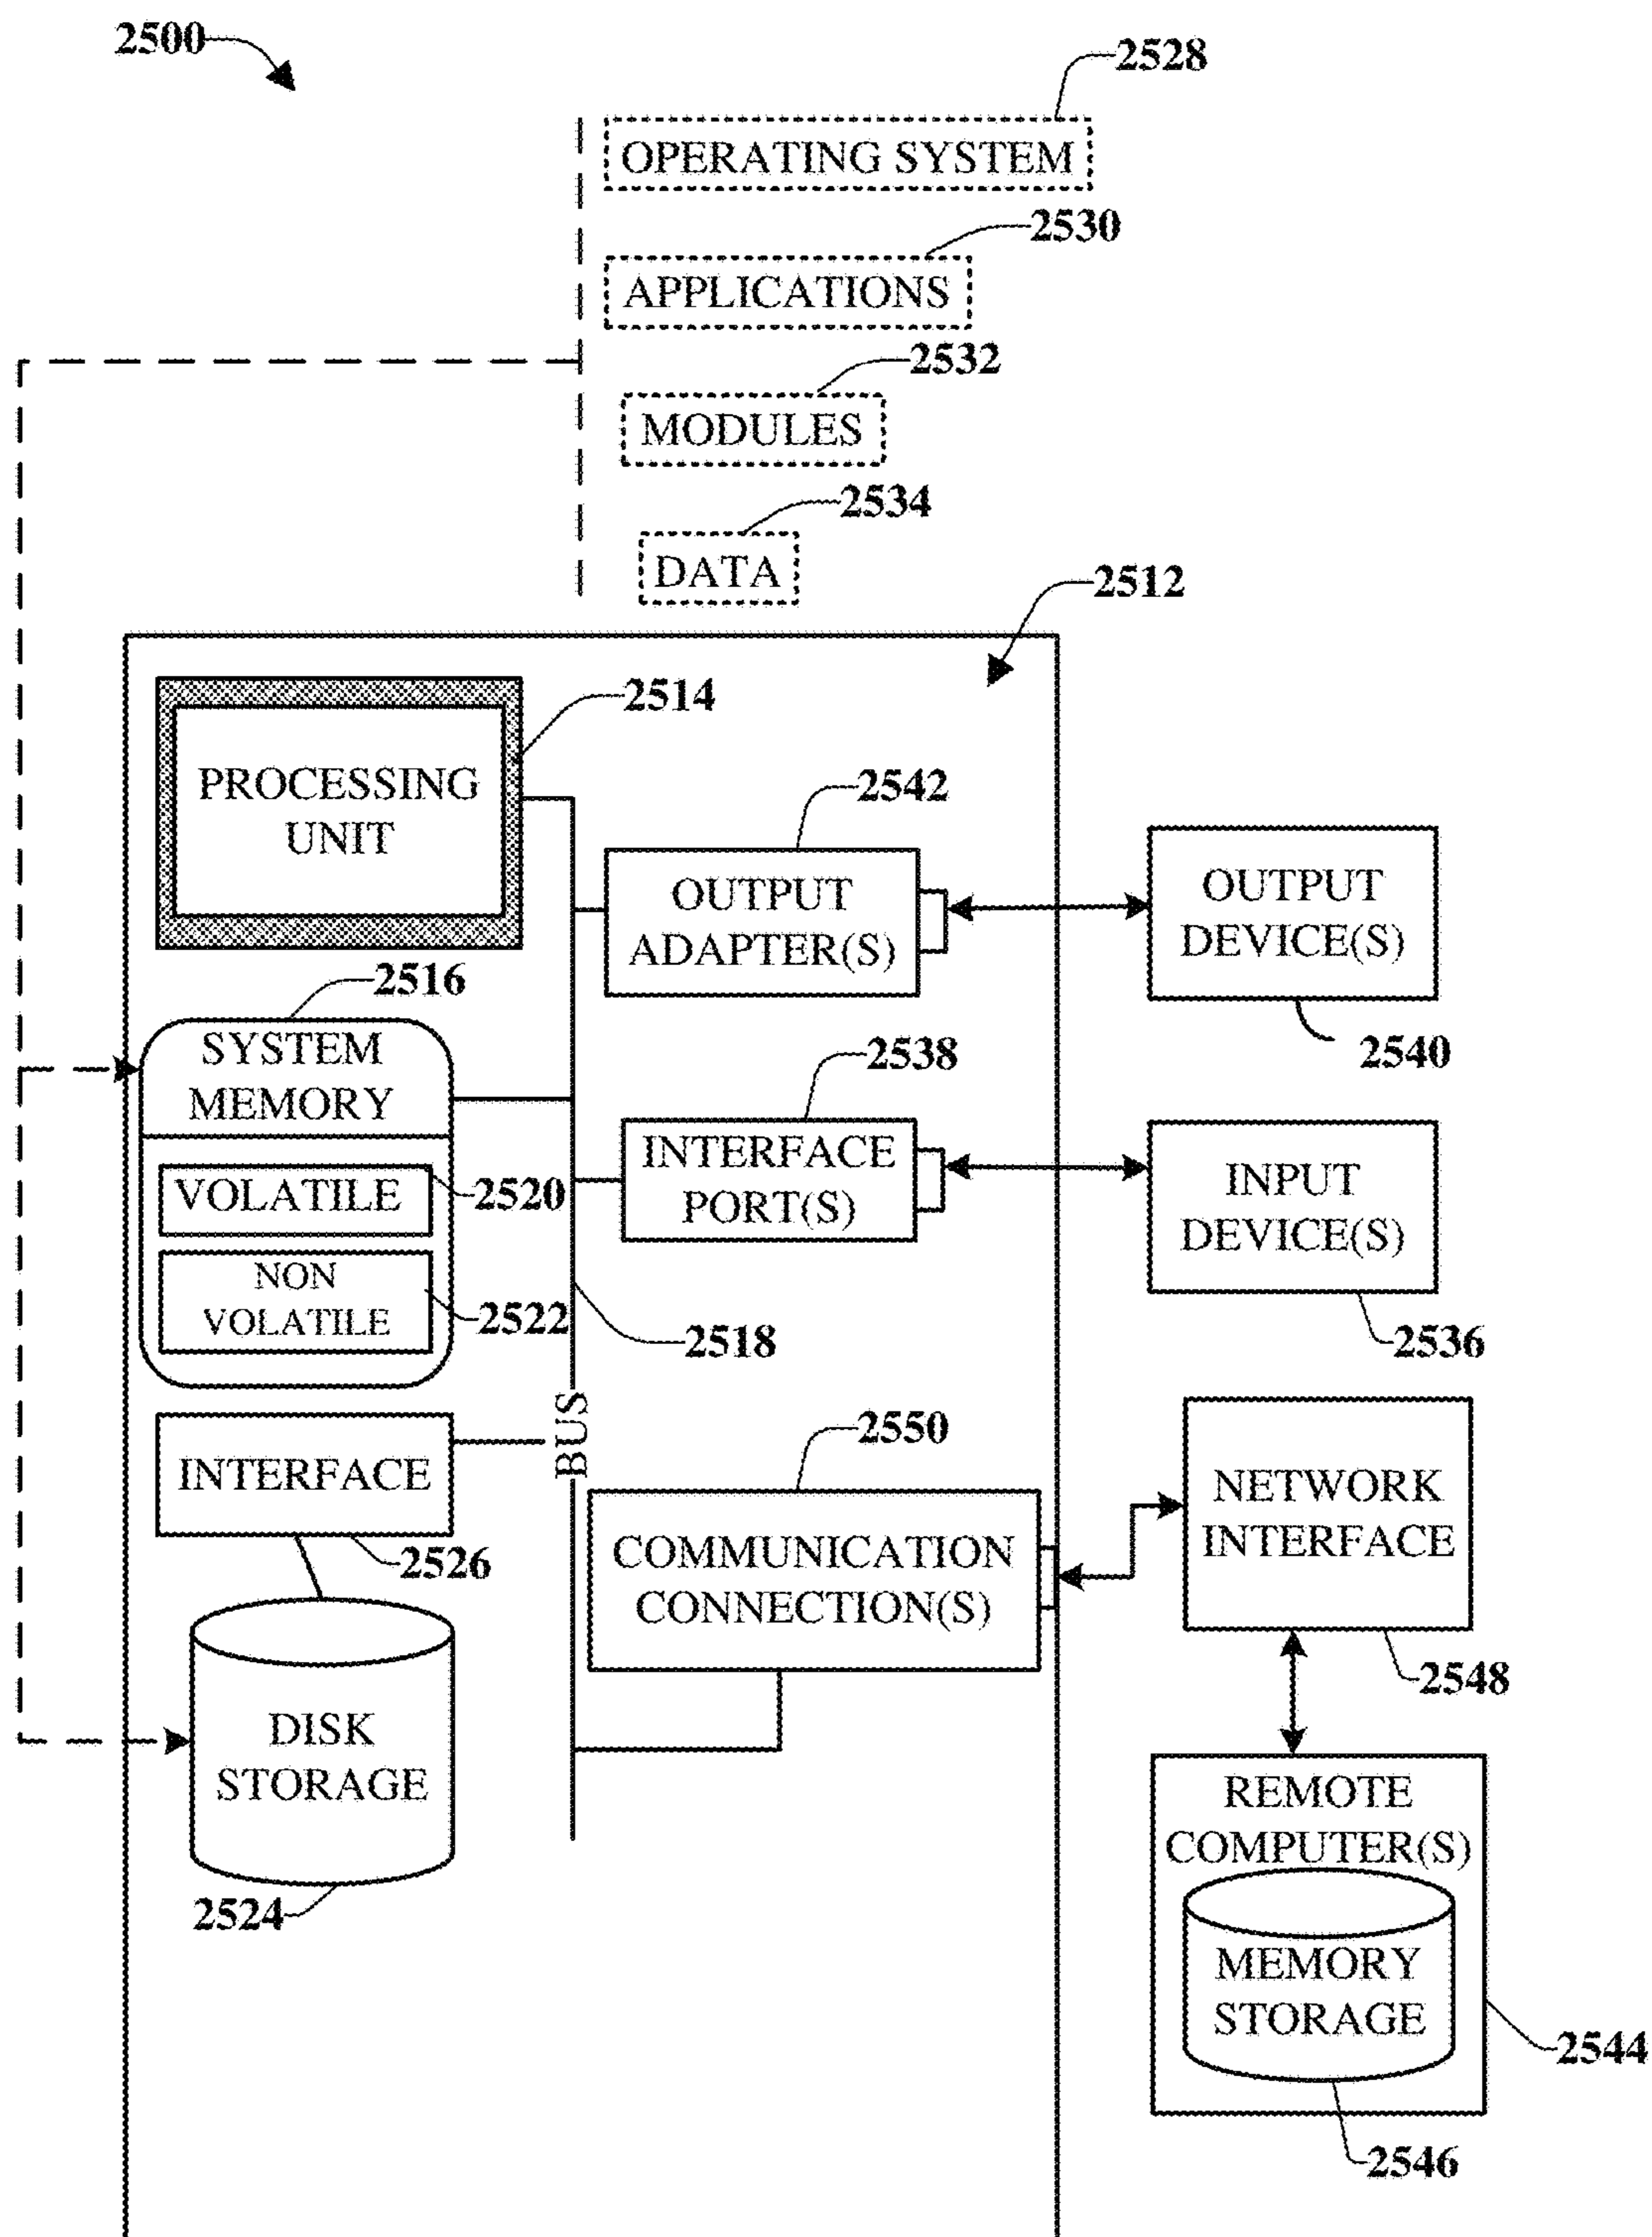 2500
2528
OPERATING SYSTEM
2530
APPLICATIONS
2532
MODULES
2534
DATA
2512
2514
PROCESSING
UNIT
2542
OUTPUT
ADAPTER(S)
OUTPUT
DEVICE(S)
2540
2516
SYSTEM
MEMORY
VOLATILE
2520
NON
VOLATILE
2522
2538
INTERFACE
PORT(S)
INPUT
DEVICE(S)
2536
2518
BUS
INTERFACE
2526
2550
COMMUNICATION
CONNECTION(S)
NETWORK
INTERFACE
2548
DISK
STORAGE
2524
REMOTE
COMPUTER(S)
MEMORY
STORAGE
2544
2546